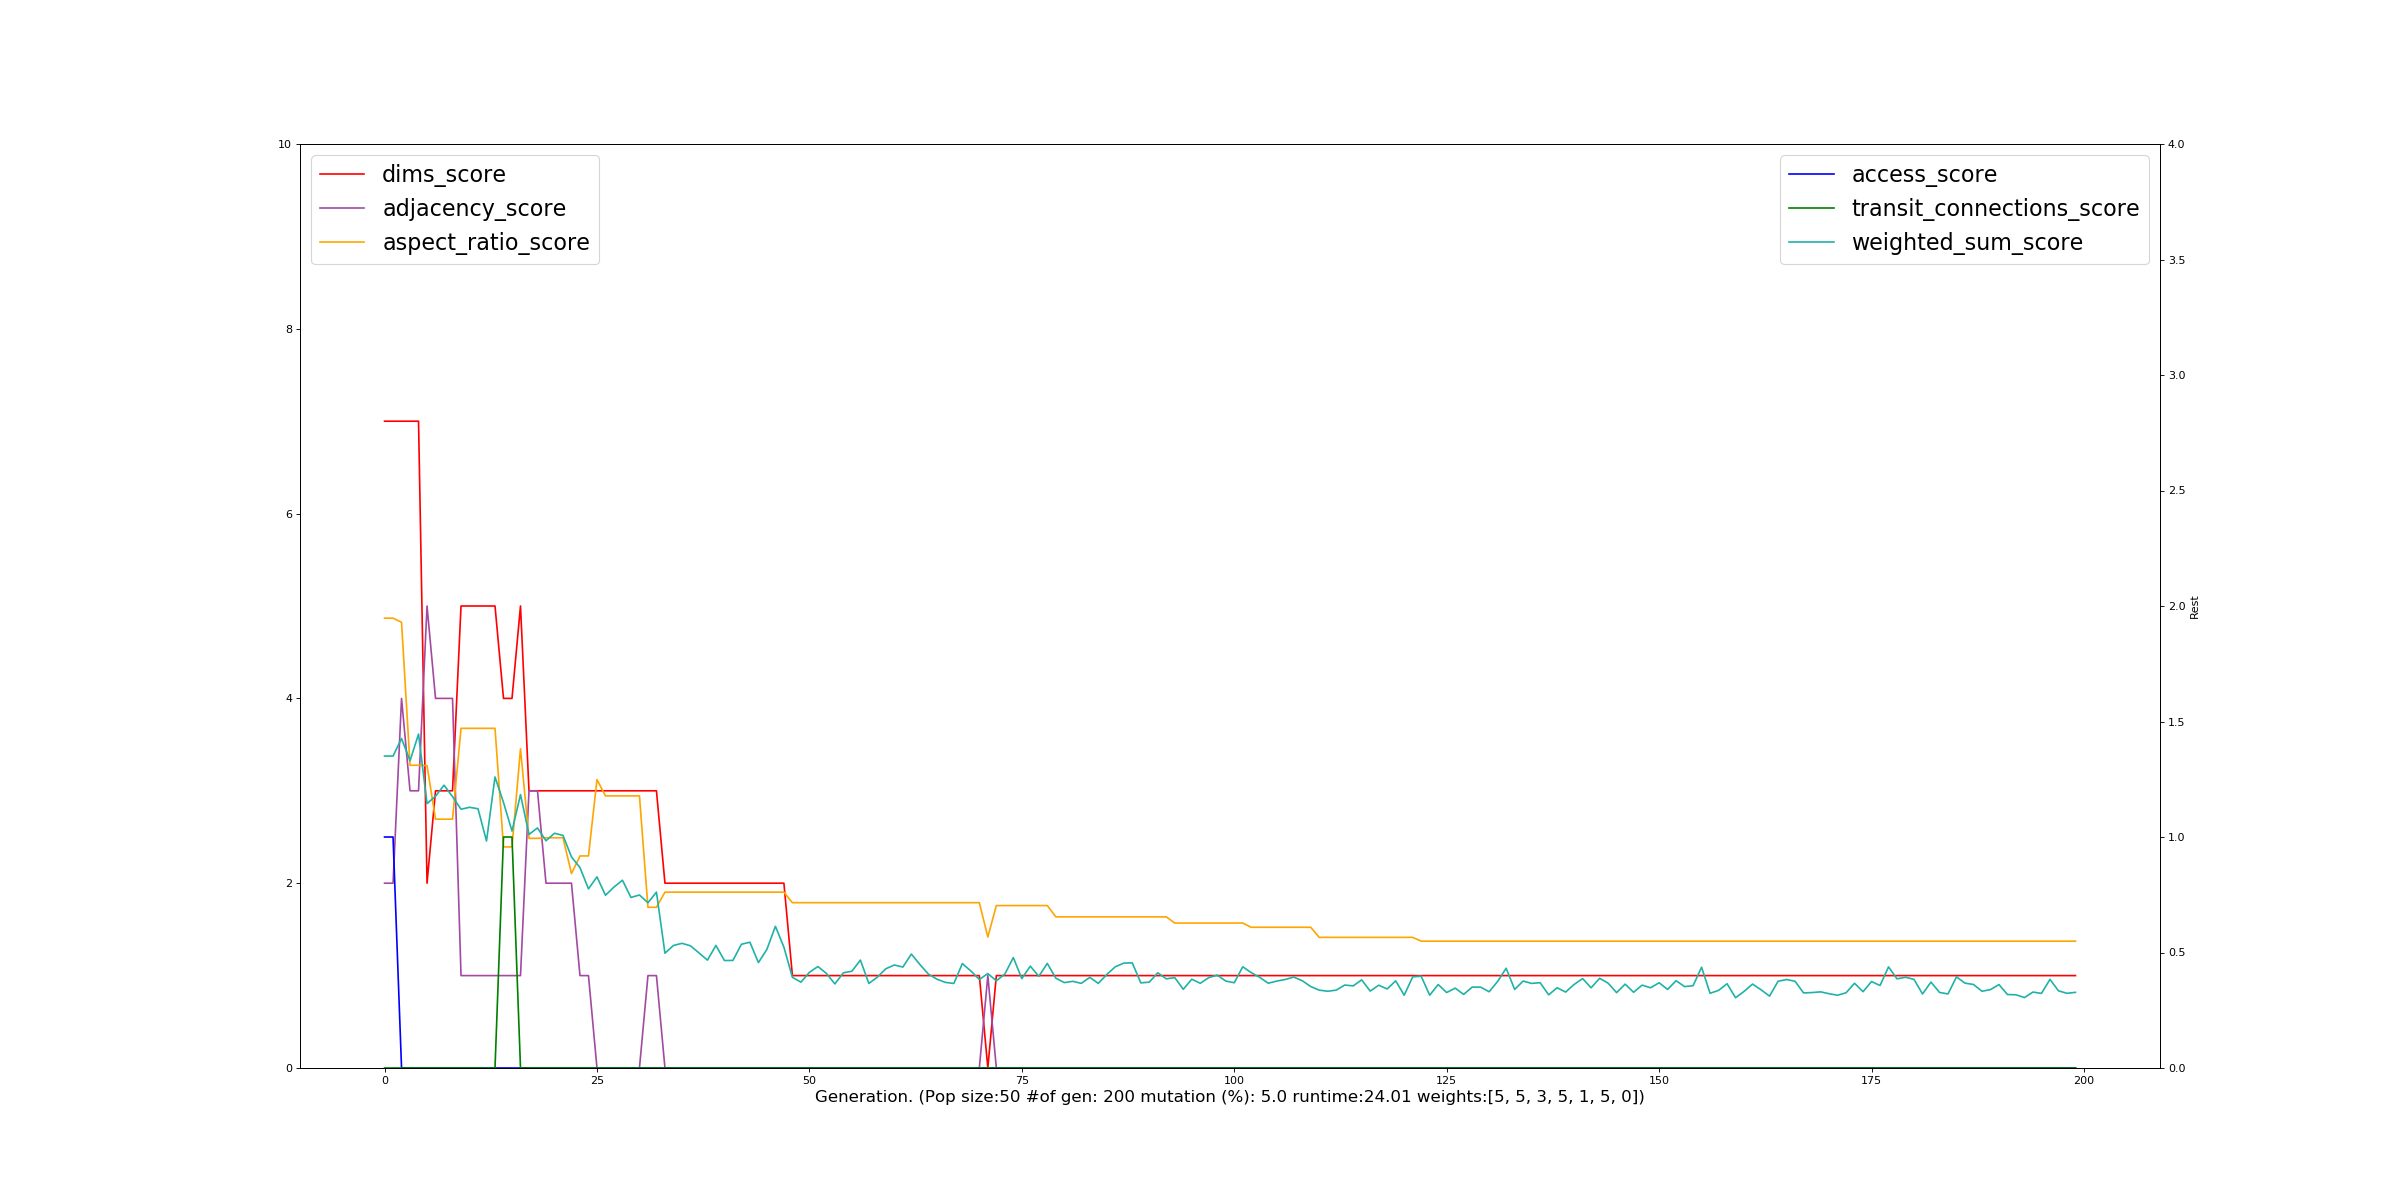 10
8
6
4
2
0
dims_score
adjacency_score
aspect_ratio_score
access_score
transit_connections_score
weighted_sum_score
4.0
3.5
3.0
2.5
2.0
1.5
1.0
0.5
0.0
Rest
0 25 50 75 100 125 150 175 200
Generation. (Pop size:50 #of gen: 200 mutation (%): 5.0 runtime:24.01 weights:[5, 5, 3, 5, 1, 5, 0])